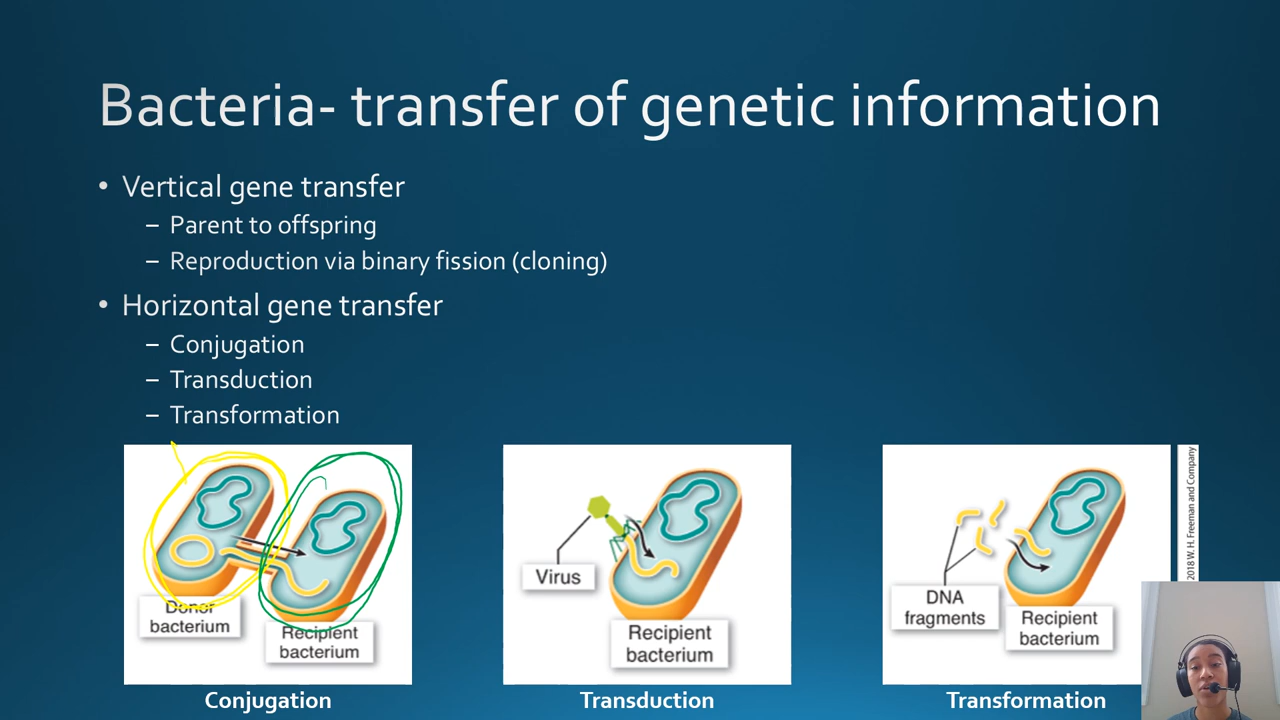 Bacteria- transfer of genetic information
• Vertical gene transfer
– Parent to offspring
– Reproduction via binary fission (cloning)
• Horizontal gene transfer
– Conjugation
– Transduction
– Transformation
Donor
bacterium
Recipient
bacterium
Conjugation
Virus
Recipient
bacterium
Transduction
DNA
fragments
Recipient
bacterium
Transformation
2018 W. H. Freeman and Company